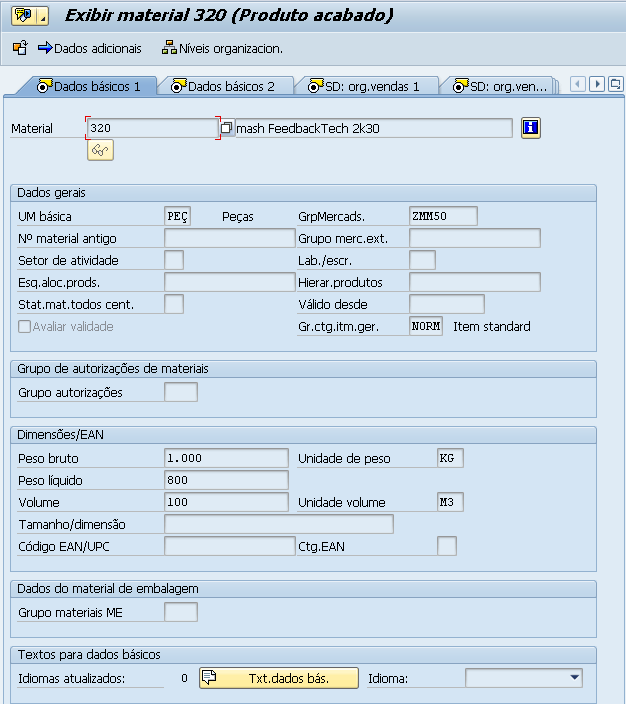 Exibir material 320 (Produto acabado)
Dados adicionais Níveis organizacion.
Dados básicos 1 Dados básicos 2 SD: org.vendas 1 SD: org.ven...
Material 320 mash FeedbackTech 2k30
Dados gerais
UM básica PEÇ Peças GrpMercads. ZMM50
Nº material antigo Grupo merc.ext.
Setor de atividade Lab./escr.
Esq.aloc.prods. Hierar.produtos
Stat.mat.todos cent. Válido desde
Avaliar validade Gr.ctg.itm.ger. NORM Item standard
Grupo de autorizações de materiais
Grupo autorizações
Dimensões/EAN
Peso bruto 1.000 Unidade de peso KG
Peso líquido 800
Volume 100 Unidade volume M3
Tamanho/dimensão
Código EAN/UPC Ctg.EAN
Dados do material de embalagem
Grupo materiais ME
Textos para dados básicos
Idiomas atualizados: 0 Txt.dados bás. Idioma: